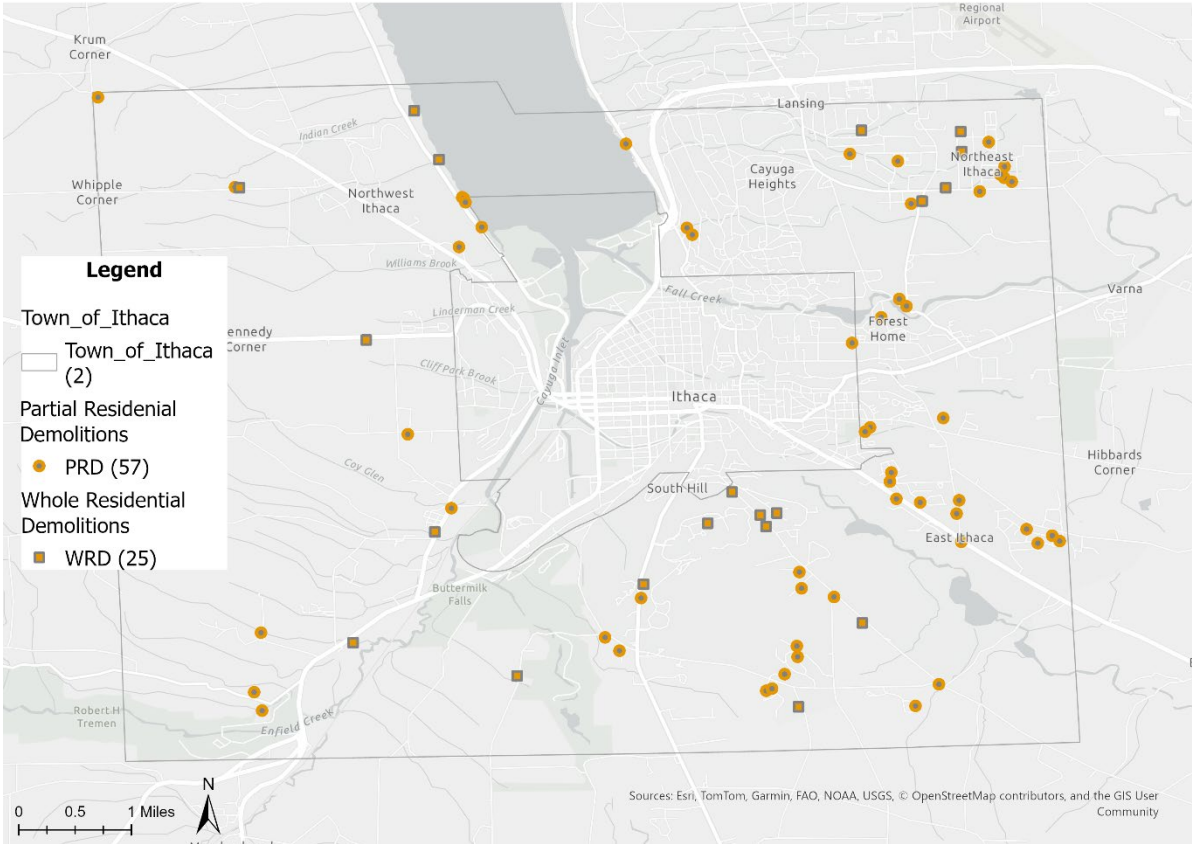 Regional
Airport
Krum
Corner
Lansing
Indian Creek
Northeast
Ithaca
Cayuga
Heights
Whipple
Corner
Northwest
Ithaca
Williams Brook
Legend
Fall Creek
Varna
Linderman Creek
Town_of_Ithaca
Forest
Home
ennedy
Corner
Town_of_Ithaca
(2)
Cliff Park Brook
Cayuga Inlet
Ithaca
Partial Residenial
Demolitions
PRD (57)
Coy Glen
Hibbards
Corner
Whole Residential
Demolitions
South Hill
WRD (25)
East Ithaca
Buttermilk
Falls
Robert H
Tremen
Enfield Creek
N
0 0.5 1 Miles
Sources: Esri, TomTom, Garmin, FAO, NOAA, USGS, © OpenStreetMap contributors, and the GIS User
Community